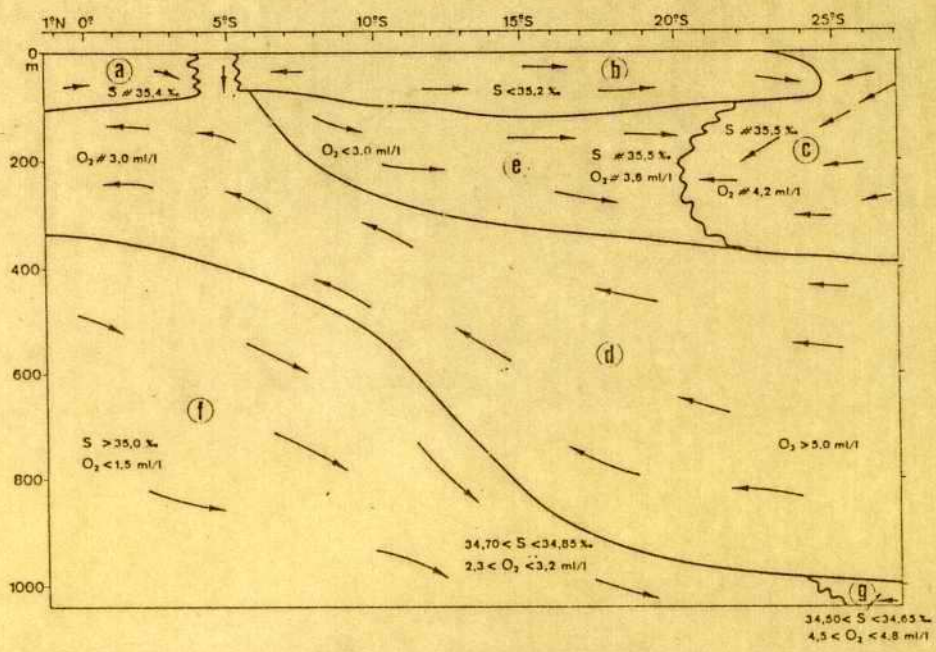 1°N 0° 5°S 10°S 15°S 20°S 25°S
0
m
200
400
600
800
1000
a
S # 35,4 ‰
b
S < 35,2 ‰
S # 35,5 ‰
c
O₂ # 4,2 ml/l
O₂ # 3,0 ml/l
O₂ < 3,0 ml/l
e
S # 35,5 ‰
O₂ # 3,6 ml/l
d
O₂ > 5,0 ml/l
f
S > 35,0 ‰
O₂ < 1,5 ml/l
34,70 < S < 34,85 ‰
2,3 < O₂ < 3,2 ml/l
g
34,50 < S < 34,65 ‰
4,5 < O₂ < 4,8 ml/l